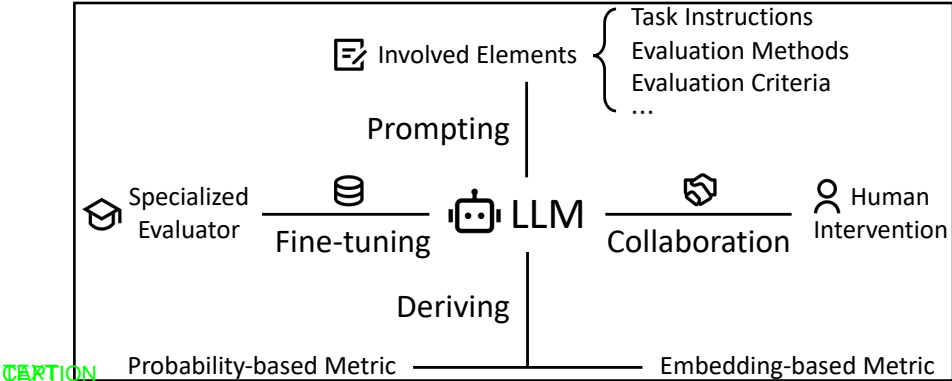 Involved Elements
Task Instructions
Evaluation Methods
Evaluation Criteria
...
Prompting
Specialized
Evaluator
Fine-tuning
LLM
Collaboration
Human
Intervention
Deriving
Probability-based Metric
Embedding-based Metric